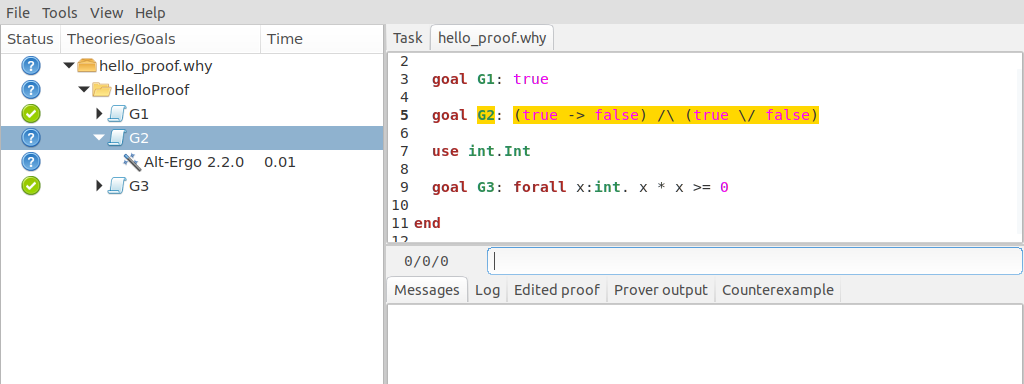 File Tools View Help
Status Theories/Goals Time
hello_proof.why
HelloProof
G1
G2
Alt-Ergo 2.2.0 0.01
G3
Task hello_proof.why
2
3 goal G1: true
4
5 goal G2: (true -> false) /\ (true \/ false)
6
7 use int.Int
8
9 goal G3: forall x:int. x * x >= 0
10
11 end
12
0/0/0
Messages Log Edited proof Prover output Counterexample